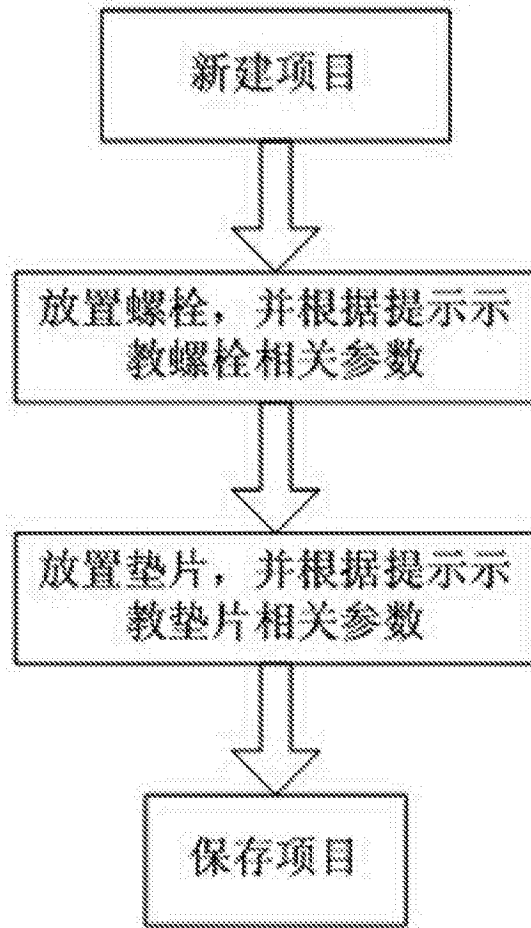 新建项目
放置螺栓，并根据提示示
教螺栓相关参数
放置垫片，并根据提示示
教垫片相关参数
保存项目